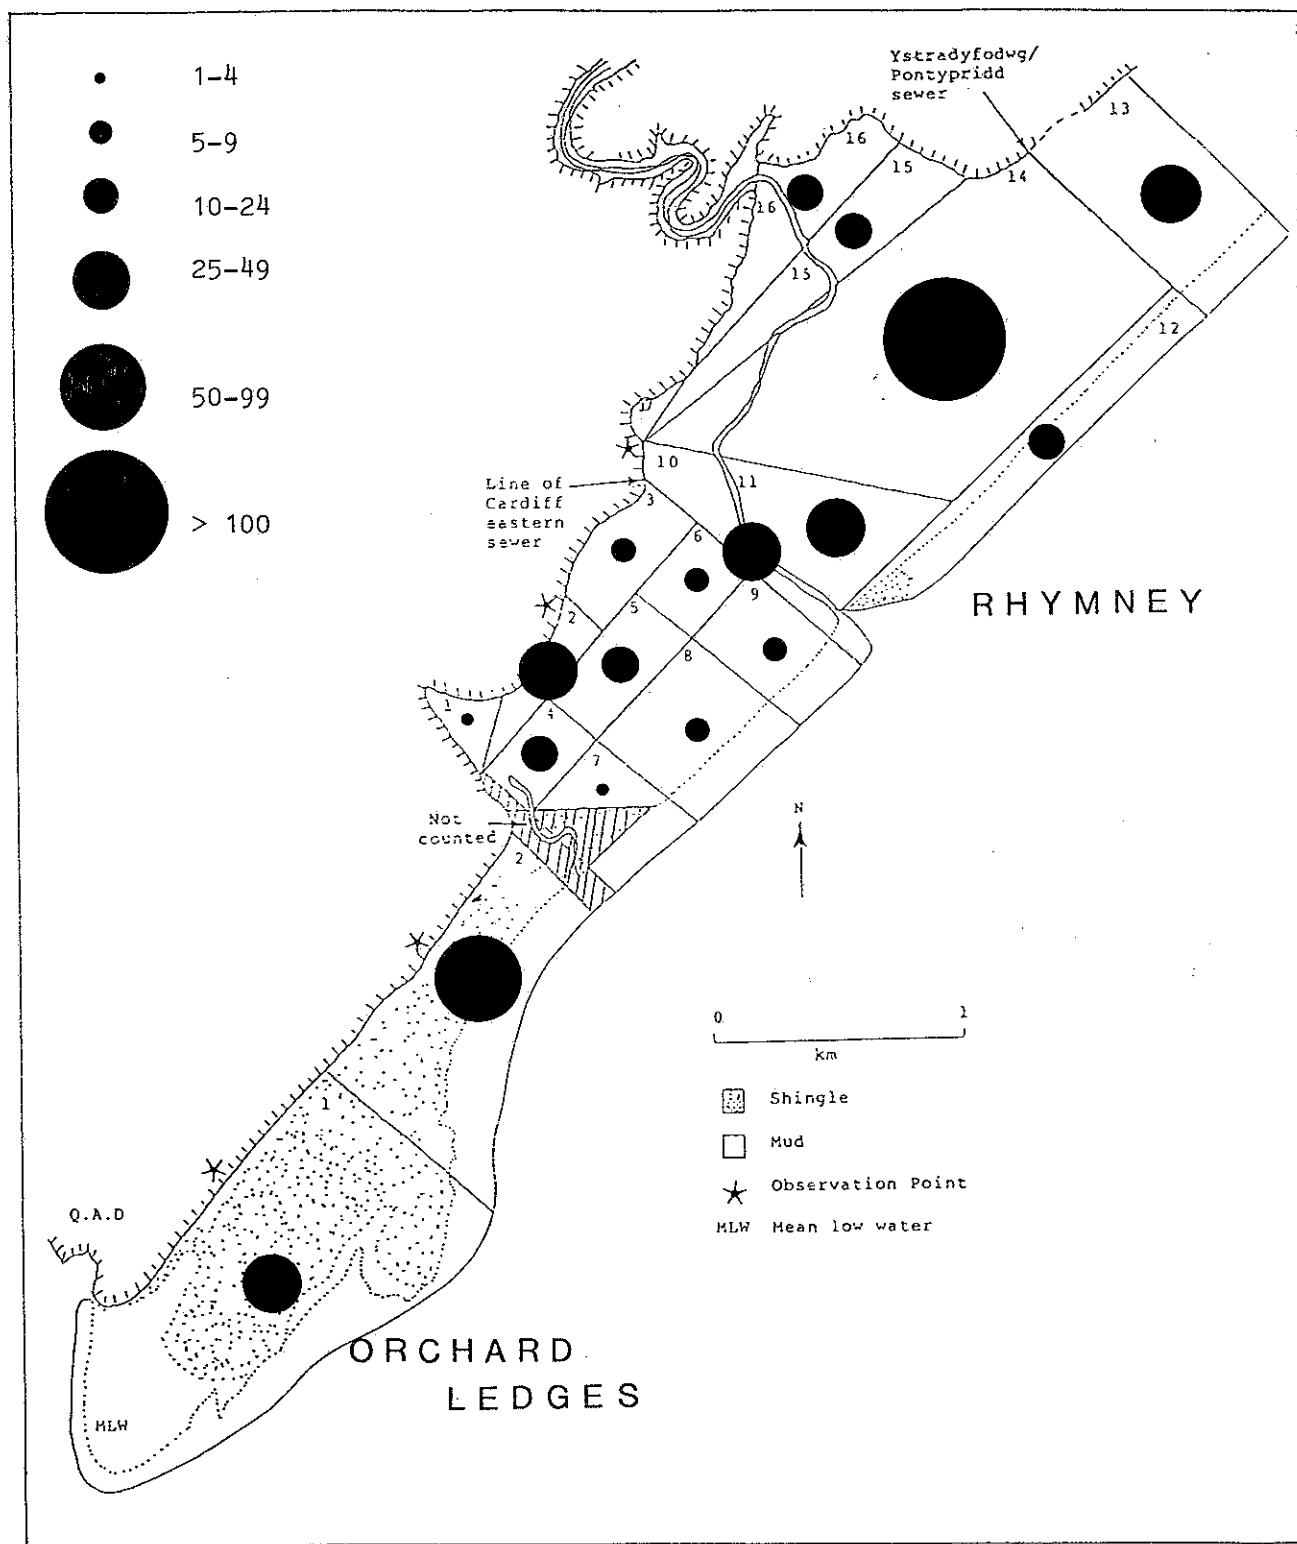 1-4
5-9
10-24
25-49
50-99
> 100
Ystradyfodwg/
Pontypridd
sewer
13
16
15
14
16
15
12
17
10
11
Line of
Cardiff
eastern
sewer
3
6
9
2
5
8
RHYMNEY
1
4
7
Not
counted
2
N
0 1
km
Shingle
Mud
Observation Point
MLW Mean low water
1
Q.A.D
ORCHARD
LEDGES
MLW